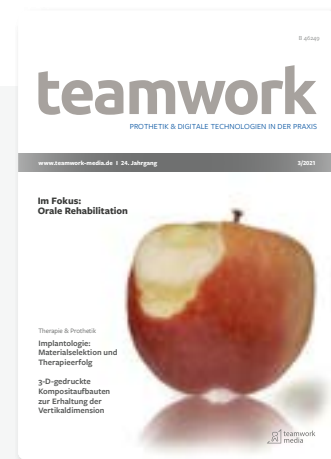 teamwork
PROTHETIK & DIGITALE TECHNOLOGIEN IN DER PRAXIS
www.teamwork-media.de I 24. Jahrgang
3/2021
Im Fokus:
Orale Rehabilitation
Therapie & Prothetik
Implantologie:
Materialselektion und
Therapieerfolg
3-D-gedruckte
Kompositaufbauten
zur Erhaltung der
Vertikaldimension
teamwork
media